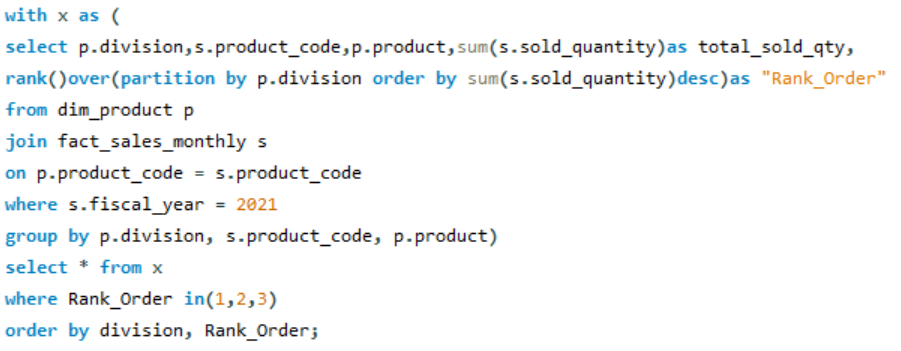 with x as (
select p.division,s.product_code,p.product,sum(s.sold_quantity)as total_sold_qty,
rank()over(partition by p.division order by sum(s.sold_quantity)desc)as "Rank_Order"
from dim_product p
join fact_sales_monthly s
on p.product_code = s.product_code
where s.fiscal_year = 2021
group by p.division, s.product_code, p.product)
select * from x
where Rank_Order in(1,2,3)
order by division, Rank_Order;